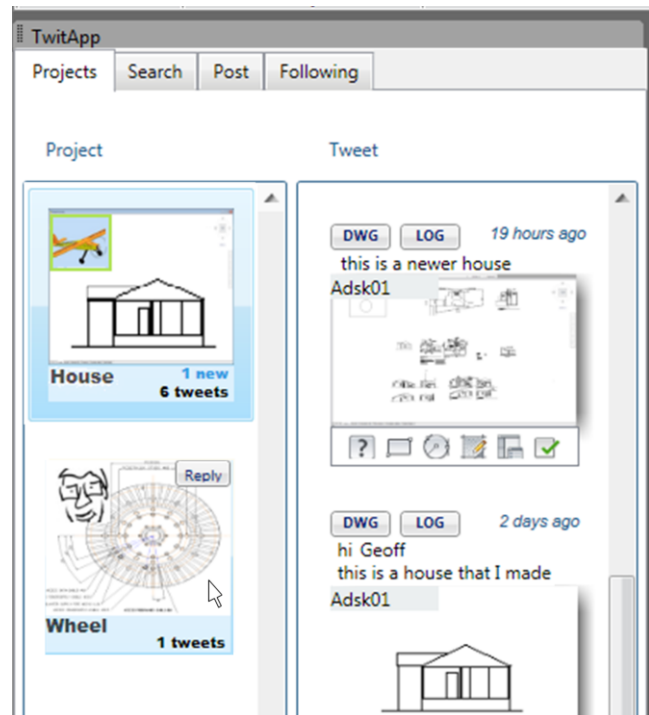 TwitApp
Projects
Search
Post
Following
Project
House
1 new
6 tweets
Reply
Wheel
1 tweets
Tweet
DWG
LOG
19 hours ago
this is a newer house
Adsk01
?
DWG
LOG
2 days ago
hi Geoff
this is a house that I made
Adsk01